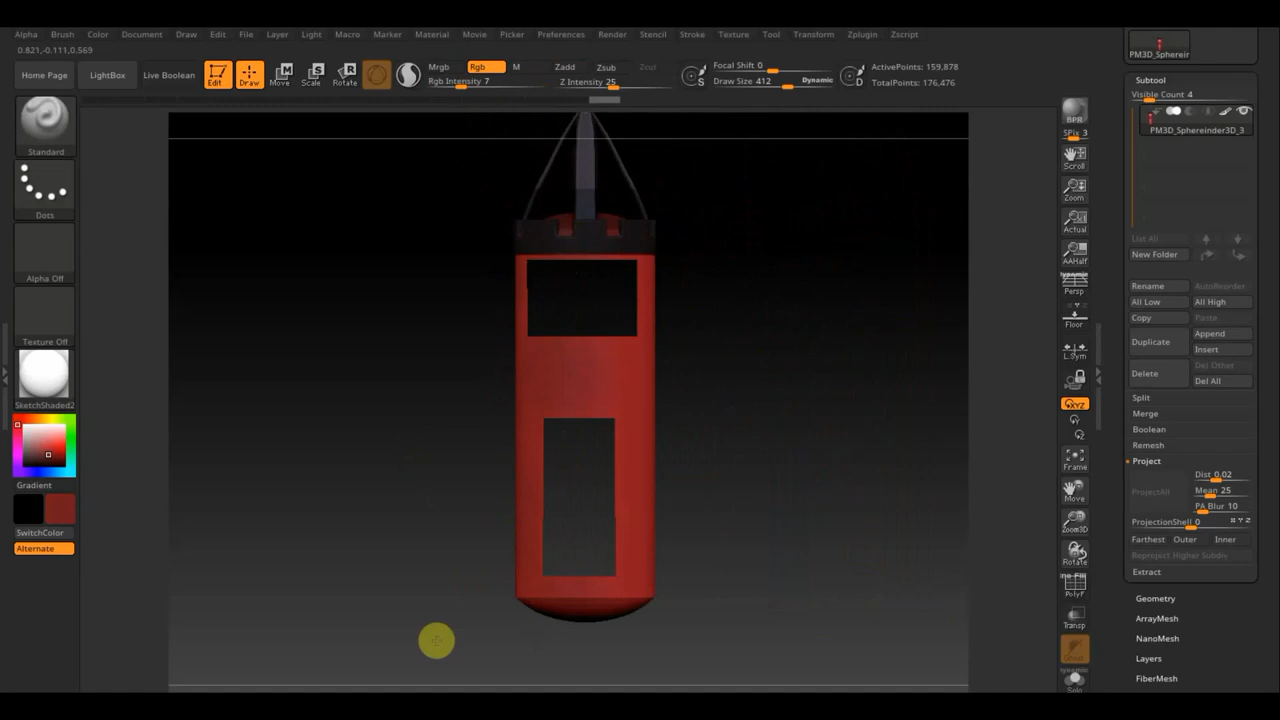 Alpha Brush Color Document Draw Edit File Layer Light Macro Marker Material Movie Picker Preferences Render Stencil Stroke Texture Tool Transform Zplugin Zscript
0.821,-0.111,0.569
Home Page LightBox Live Boolean Edit Draw Move Scale Rotate
Mrgb Rgb M Zadd Zsub Zcut
Rgb Intensity 7 Z Intensity 25
Focal Shift 0
Draw Size 412 Dynamic
ActivePoints: 159,878
TotalPoints: 176,476
Standard
Dots
Alpha Off
Texture Off
SketchShaded2
Gradient
SwitchColor
Alternate
BPR
SPix 3
Scroll
Zoom
Actual
AAHalf
Dynamic
Persp
Floor
L.Sym
XYZ
Frame
Move
Zoom3D
Rotate
PolyF
Transp
Dynamic
Solo
PM3D_Sphereir
Subtool
Visible Count 4
PM3D_Sphereinder3D_3
List All
New Folder
Rename AutoReorder
All Low All High
Copy Paste
Duplicate Append
Insert
Delete Del Other
Del All
Split
Merge
Boolean
Remesh
Project
ProjectAll Dist 0.02
Mean 25
PA Blur 10
ProjectionShell 0
Farthest Outer Inner
Reproject Higher Subdiv
Extract
Geometry
ArrayMesh
NanoMesh
Layers
FiberMesh